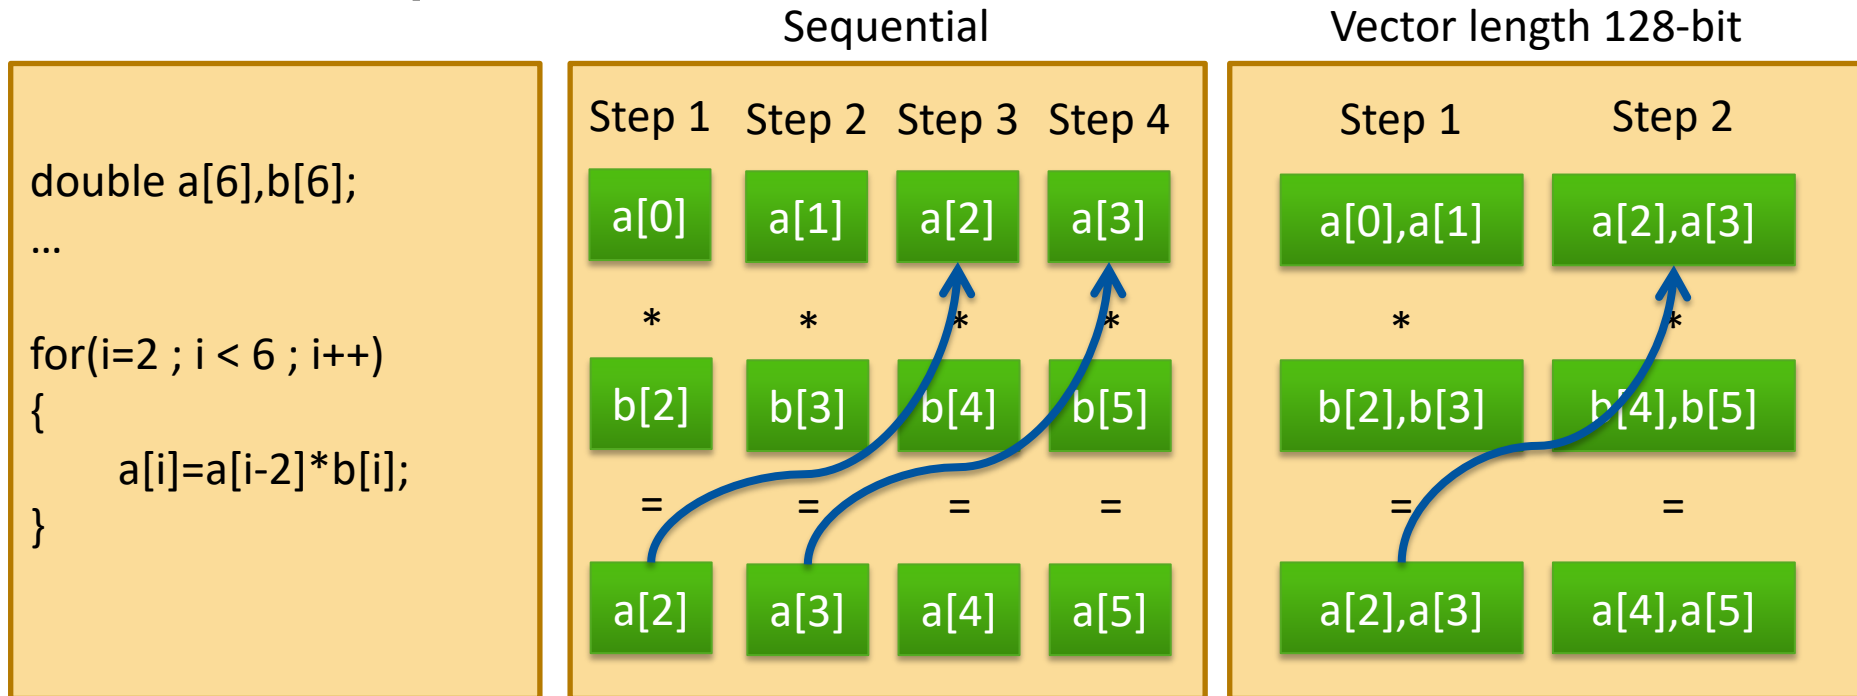 Sequential
Vector length 128-bit
double a[6],b[6];
…
for(i=2 ; i < 6 ; i++)
{
a[i]=a[i-2]*b[i];
}
Step 1 Step 2 Step 3 Step 4
a[0] a[1] a[2] a[3]
* * * *
b[2] b[3] b[4] b[5]
= = = =
a[2] a[3] a[4] a[5]
Step 1 Step 2
a[0],a[1] a[2],a[3]
* *
b[2],b[3] b[4],b[5]
= =
a[2],a[3] a[4],a[5]